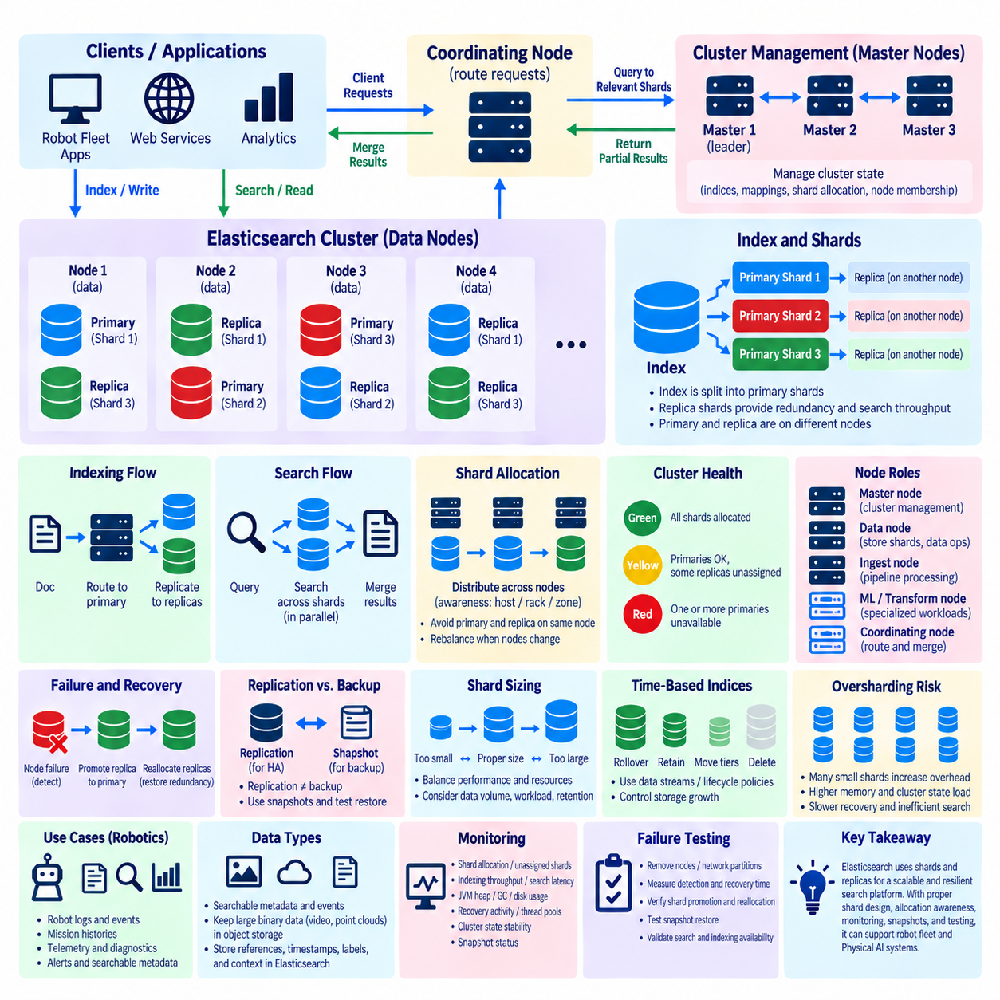 Clients / Applications
Robot Fleet
Apps
Web Services
Analytics
Client
Requests
Merge
Results
Coordinating Node
(route requests)
Query to
Relevant Shards
Return
Partial Results
Cluster Management (Master Nodes)
Master 1
(leader)
Master 2
Master 3
Manage cluster state
(indices, mappings, shard allocation, node membership)
Index / Write
Search / Read
Elasticsearch Cluster (Data Nodes)
Node 1
(data)
Primary
(Shard 1)
Replica
(Shard 3)
Node 2
(data)
Replica
(Shard 1)
Primary
(Shard 2)
Node 3
(data)
Primary
(Shard 3)
Replica
(Shard 2)
Node 4
(data)
Replica
(Shard 1)
Replica
(Shard 3)
...
Index and Shards
Index
Primary Shard 1
Replica (on another node)
Primary Shard 2
Replica (on another node)
Primary Shard 3
Replica (on another node)
• Index is split into primary shards
• Replica shards provide redundancy and search throughput
• Primary and replica are on different nodes
Indexing Flow
Doc
Route to
primary
Replicate
to replicas
Search Flow
Query
Search
across shards
(in parallel)
Merge
results
Shard Allocation
Distribute across nodes
(awareness: host / rack / zone)
• Avoid primary and replica on same node
• Rebalance when nodes change
Cluster Health
Green
All shards allocated
Yellow
Primaries OK,
some replicas unassigned
Red
One or more primaries
unavailable
Node Roles
Master node
(cluster management)
Data node
(store shards, data ops)
Ingest node
(pipeline processing)
ML / Transform node
(specialized workloads)
Coordinating node
(route and merge)
Failure and Recovery
Node failure
(detect)
Promote replica
to primary
Reallocate replicas
(restore redundancy)
Replication vs. Backup
Replication
(for HA)
Snapshot
(for backup)
• Replication ≠ backup
• Use snapshots and test restore
Shard Sizing
Too small ↔ Proper size ↔ Too large
• Balance performance and resources
• Consider data volume, workload, retention
Time-Based Indices
Rollover
Retain
Move tiers
Delete
• Use data streams / lifecycle policies
• Control storage growth
Oversharding Risk
• Many small shards increase overhead
• Higher memory and cluster state load
• Slower recovery and inefficient search
Use Cases (Robotics)
• Robot logs and events
• Mission histories
• Telemetry and diagnostics
• Alerts and searchable metadata
Data Types
• Searchable metadata and events
• Keep large binary data (video, point clouds)
in object storage
• Store references, timestamps, labels,
and context in Elasticsearch
Monitoring
• Shard allocation / unassigned shards
• Indexing throughput / search latency
• JVM heap / GC / disk usage
• Recovery activity / thread pools
• Cluster state stability
• Snapshot status
Failure Testing
• Remove nodes / network partitions
• Measure detection and recovery time
• Verify shard promotion and reallocation
• Test snapshot restore
• Validate search and indexing availability
Key Takeaway
Elasticsearch uses shards and
replicas for a scalable and resilient
search platform. With proper
shard design, allocation awareness,
monitoring, snapshots, and testing,
it can support robot fleet and
Physical AI systems.